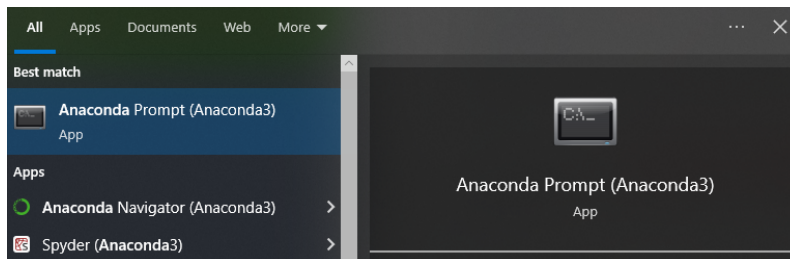 All Apps Documents Web More
Best match
Anaconda Prompt (Anaconda3)
App
Apps
Anaconda Navigator (Anaconda3)
Spyder (Anaconda3)
C:\_
Anaconda Prompt (Anaconda3)
App